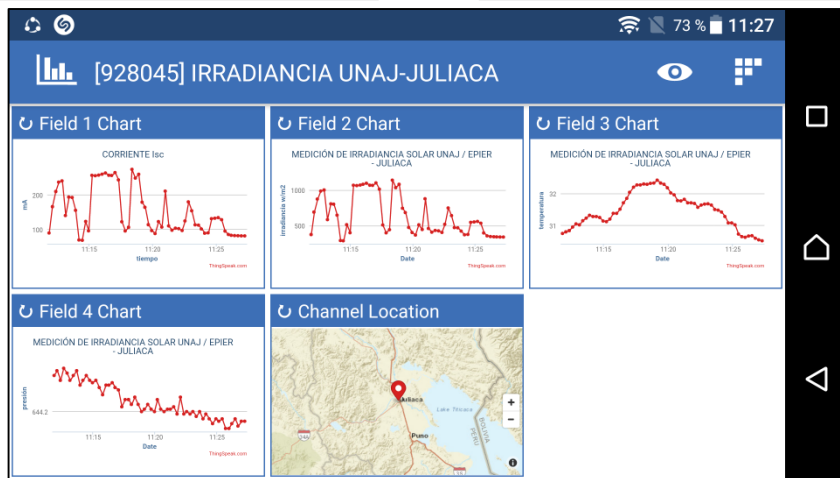 73 % 11:27
[928045] IRRADIANCIA UNAJ-JULIACA
Field 1 Chart
CORRIENTE Isc
mA
200
100
11:15 11:20 11:25
tiempo
ThingSpeak.com
Field 2 Chart
MEDICIÓN DE IRRADIANCIA SOLAR UNAJ / EPIER
- JULIACA
irradiancia w/m2
1000
500
11:15 11:20 11:25
Date
ThingSpeak.com
Field 3 Chart
MEDICIÓN DE IRRADIANCIA SOLAR UNAJ / EPIER
- JULIACA
temperatura
32
31
11:15 11:20 11:25
Date
ThingSpeak.com
Field 4 Chart
MEDICIÓN DE IRRADIANCIA SOLAR UNAJ / EPIER
- JULIACA
presión
644.2
11:15 11:20 11:25
Date
ThingSpeak.com
Channel Location
Juliaca
Lake Titicaca
BOLIVIA
PERU
Puno
+
-